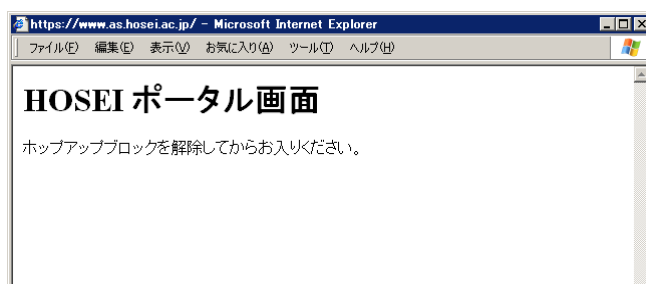 https://www.as.hosei.ac.jp/ - Microsoft Internet Explorer
ファイル(F) 編集(E) 表示(V) お気に入り(A) ツール(T) ヘルプ(H)
HOSEI ポータル画面
ホップアップブロックを解除してからお入りください。